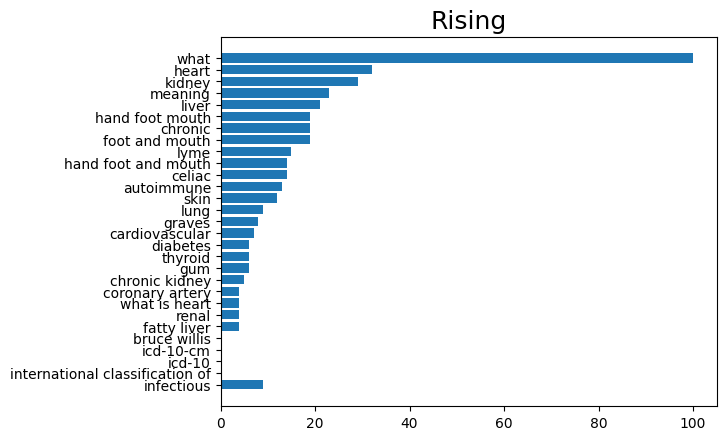 Rising
what
heart
kidney
meaning
liver
hand foot mouth
chronic
foot and mouth
lyme
hand foot and mouth
celiac
autoimmune
skin
lung
graves
cardiovascular
diabetes
thyroid
gum
chronic kidney
coronary artery
what is heart
renal
fatty liver
bruce willis
icd-10-cm
icd-10
international classification of
infectious
0 20 40 60 80 100